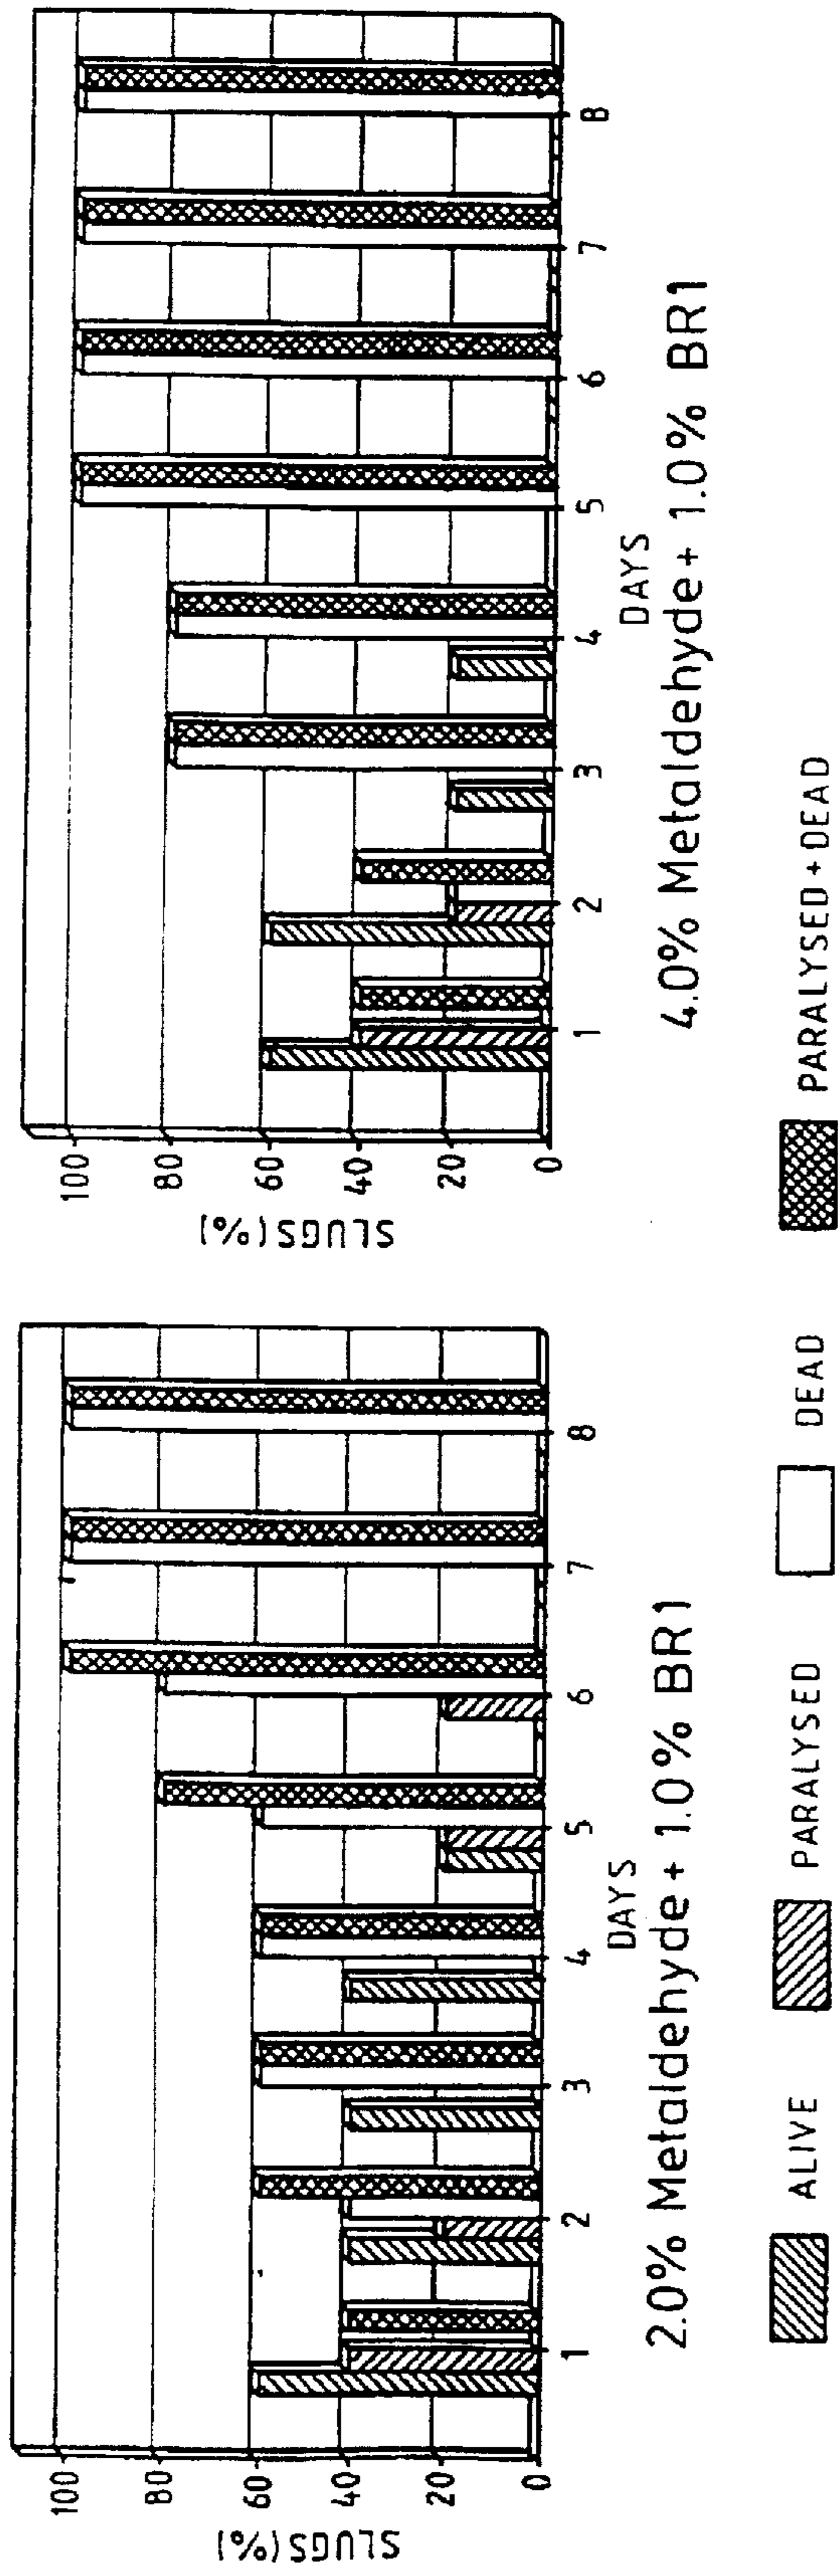 SLUGS (%)
100
80
60
40
20
0
1 2 3 4 5 6 7 8
DAYS
2.0% Metaldehyde + 1.0% BR1
SLUGS (%)
100
80
60
40
20
0
1 2 3 4 5 6 7 8
DAYS
4.0% Metaldehyde + 1.0% BR1
ALIVE PARALYSED DEAD PARALYSED + DEAD